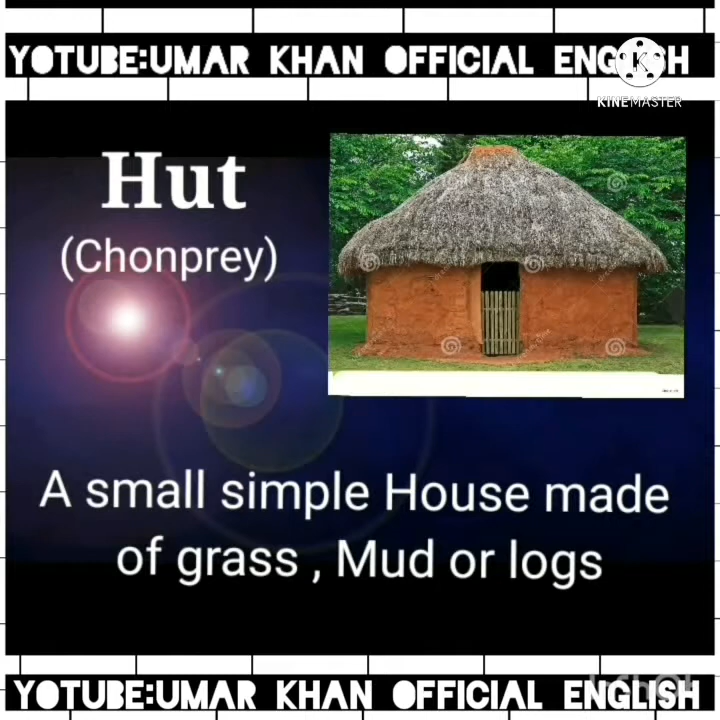 YOTUBE:UMAR KHAN OFFICIAL ENGLISH
KINEMASTER
Hut
(Chonprey)
A small simple House made
of grass , Mud or logs
YOTUBE:UMAR KHAN OFFICIAL ENGLISH